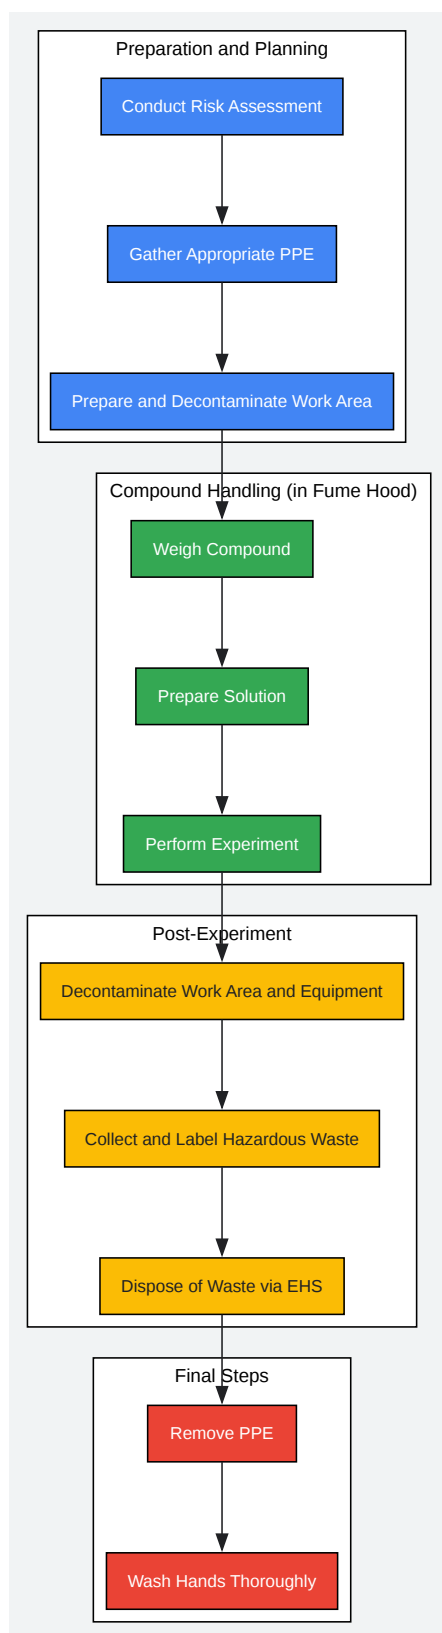 Preparation and Planning
Conduct Risk Assessment
Gather Appropriate PPE
Prepare and Decontaminate Work Area
Compound Handling (in Fume Hood)
Weigh Compound
Prepare Solution
Perform Experiment
Post-Experiment
Decontaminate Work Area and Equipment
Collect and Label Hazardous Waste
Dispose of Waste via EHS
Final Steps
Remove PPE
Wash Hands Thoroughly